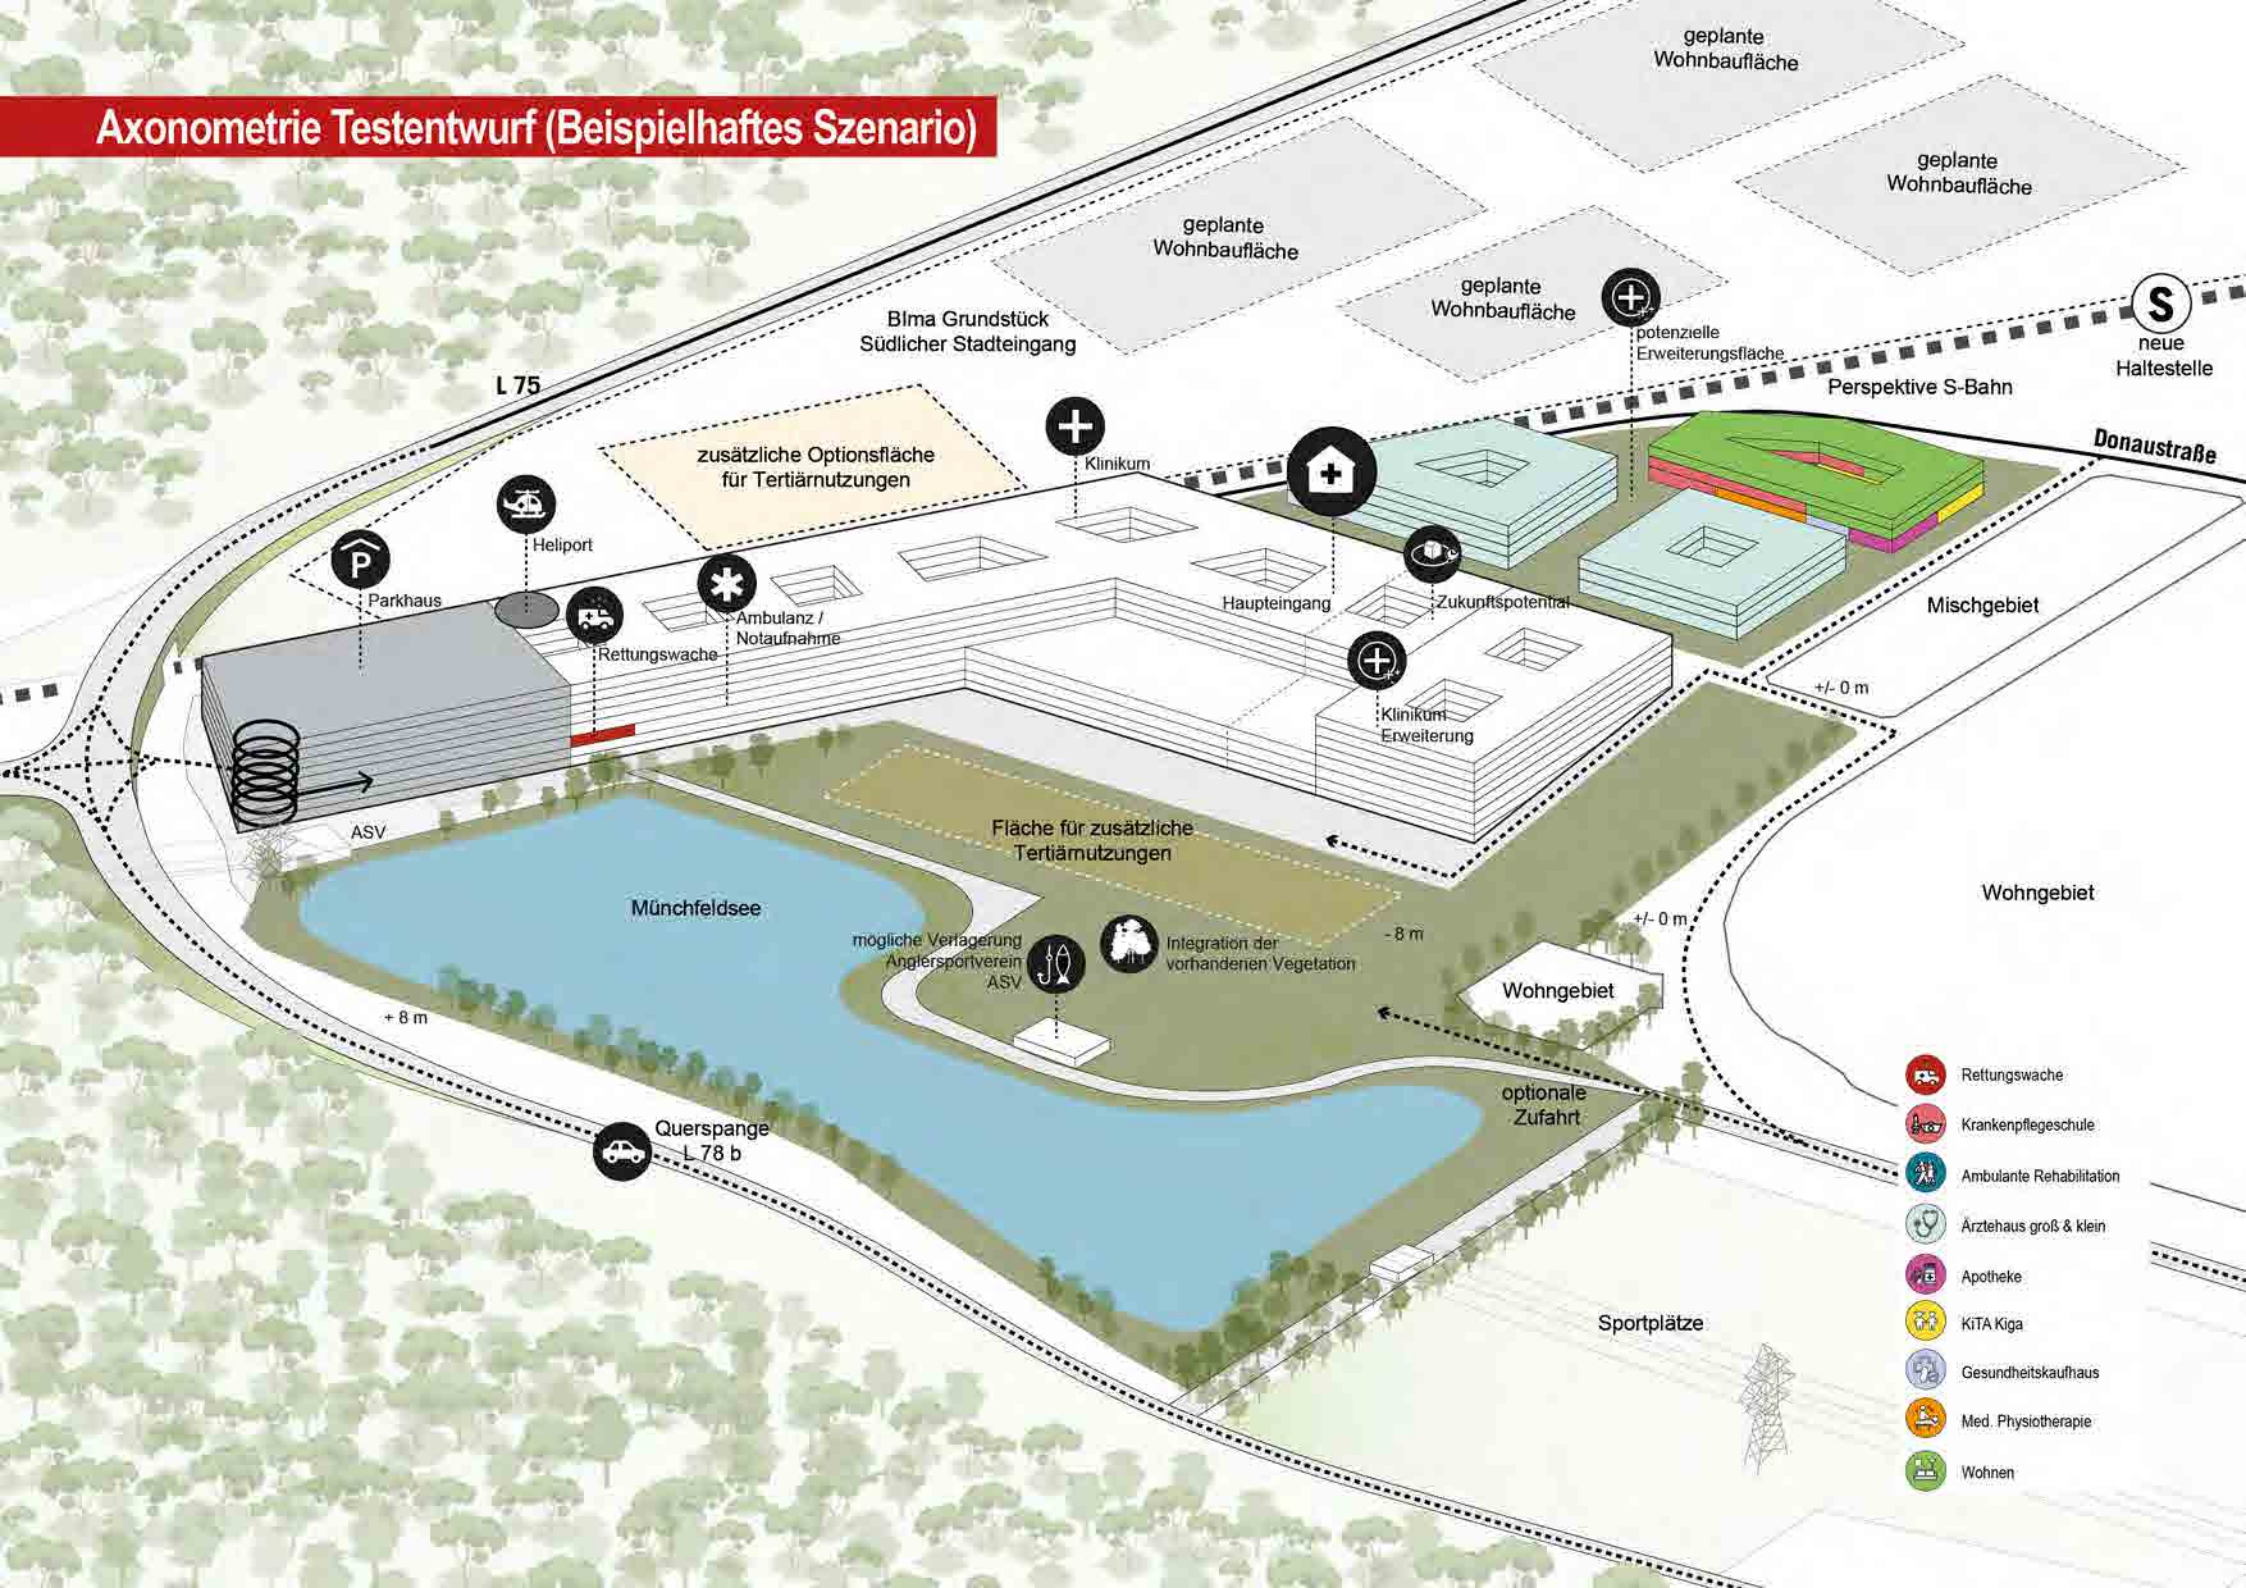 Axonometrie Testentwurf (Beispielhaftes Szenario)
geplante
Wohnbaufläche
geplante
Wohnbaufläche
geplante
Wohnbaufläche
geplante
Wohnbaufläche
potenzielle
Erweiterungsfläche
S
neue
Haltestelle
Perspektive S-Bahn
Donaustraße
BIma Grundstück
Südlicher Stadteingang
L 75
zusätzliche Optionsfläche
für Tertiärnutzungen
Klinikum
Heliport
P
Parkhaus
Rettungswache
Ambulanz /
Notaufnahme
Haupteingang
Zukunftspotential
Klinikum
Erweiterung
Mischgebiet
+/- 0 m
ASV
Fläche für zusätzliche
Tertiärnutzungen
Münchfeldsee
mögliche Verlagerung
Anglersportverein
ASV
Integration der
vorhandenen Vegetation
- 8 m
+/- 0 m
Wohngebiet
Wohngebiet
+ 8 m
optionale
Zufahrt
Querspange
L 78 b
Sportplätze
Rettungswache
Krankenpflegeschule
Ambulante Rehabilitation
Ärztehaus groß & klein
Apotheke
KiTA Kiga
Gesundheitskaufhaus
Med. Physiotherapie
Wohnen